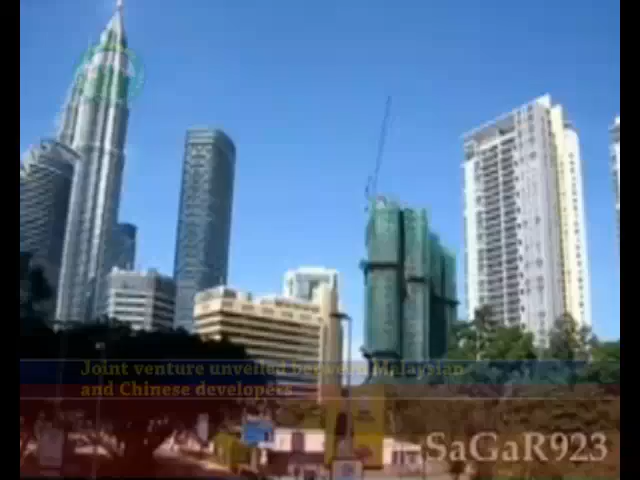 Joint venture unveiled between Malaysian
and Chinese developers
SaGaR923